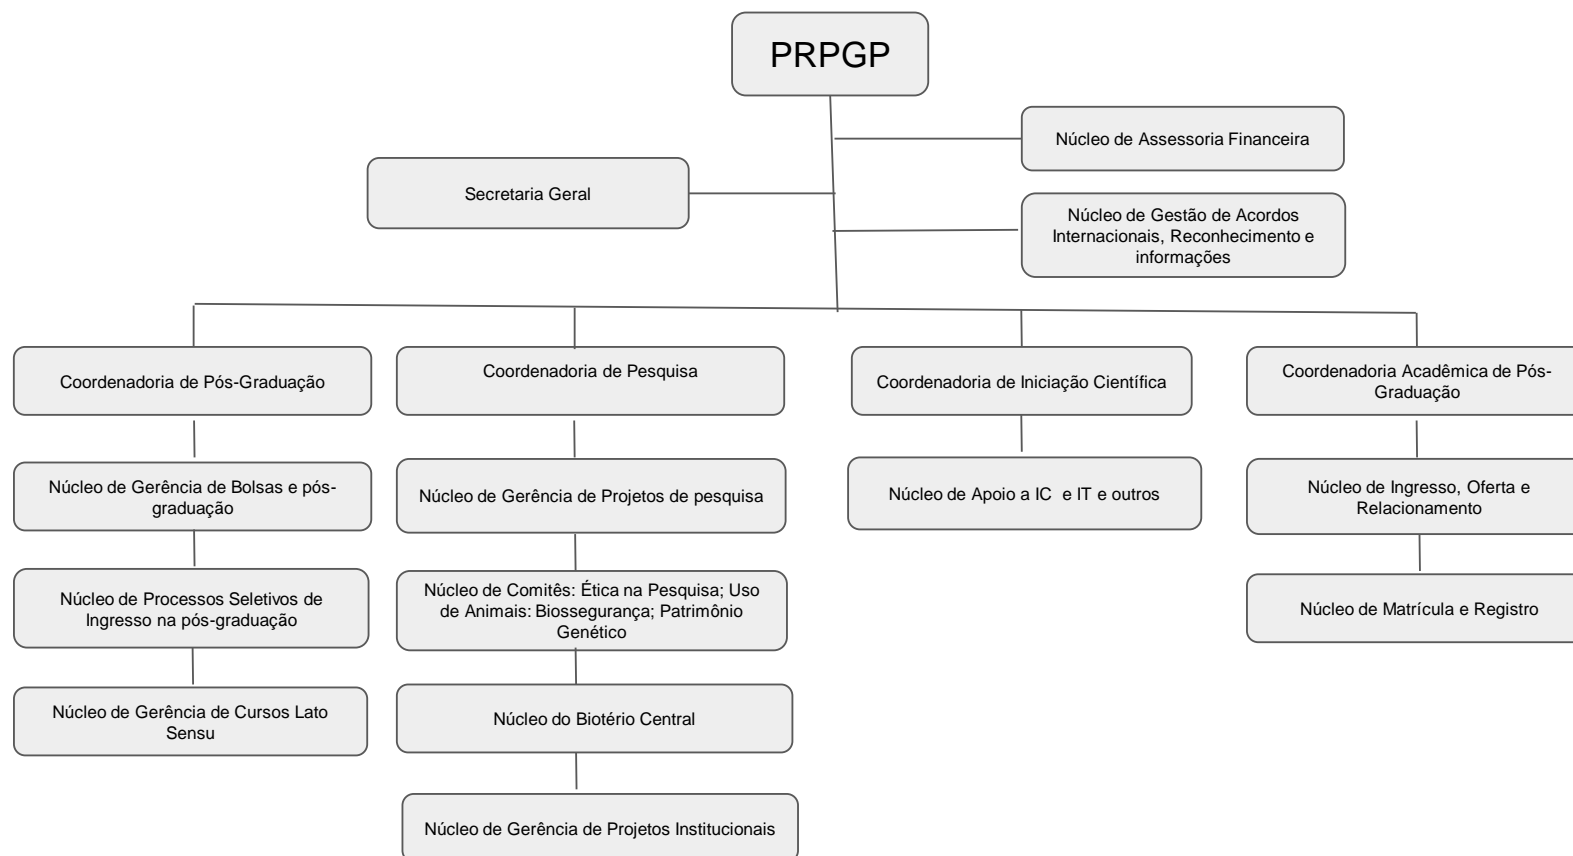 PRPGP
Núcleo de Assessoria Financeira
Secretaria Geral
Núcleo de Gestão de Acordos
Internacionais, Reconhecimento e
informações
Coordenadoria de Pós-Graduação
Coordenadoria de Pesquisa
Coordenadoria de Iniciação Científica
Coordenadoria Acadêmica de Pós-
Graduação
Núcleo de Gerência de Bolsas e pós-
graduação
Núcleo de Gerência de Projetos de pesquisa
Núcleo de Apoio a IC  e IT e outros
Núcleo de Ingresso, Oferta e
Relacionamento
Núcleo de Processos Seletivos de
Ingresso na pós-graduação
Núcleo de Comitês: Ética na Pesquisa; Uso
de Animais: Biossegurança; Patrimônio
Genético
Núcleo de Matrícula e Registro
Núcleo de Gerência de Cursos Lato
Sensu
Núcleo do Biotério Central
Núcleo de Gerência de Projetos Institucionais